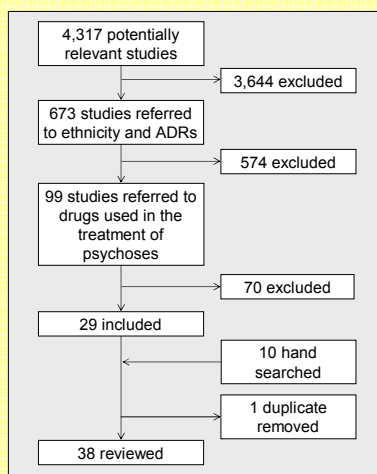 4,317 potentially
relevant studies
3,644 excluded
673 studies referred
to ethnicity and ADRs
574 excluded
99 studies referred to
drugs used in the
treatment of
psychoses
70 excluded
29 included
10 hand
searched
1 duplicate
removed
38 reviewed